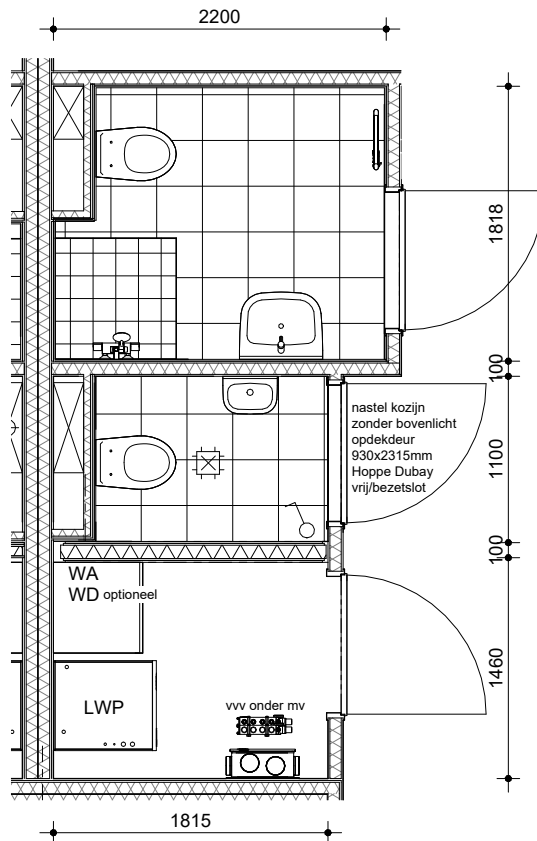 2200
1818
100
nastel kozijn
zonder bovenlicht
opdekdeur
930x2315mm
Hoppe Dubay
vrij/bezetslot
1100
100
WA
WD optioneel
1460
LWP
vvv onder mv
1815